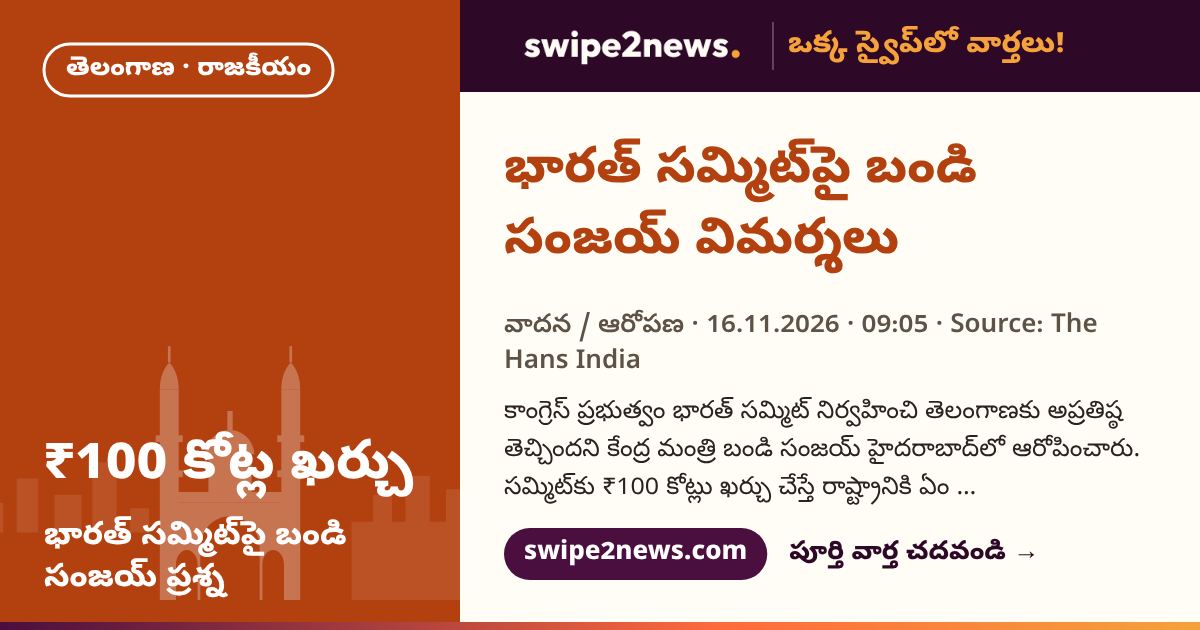 తెలంగాణ · రాజకీయం
₹100 కోట్ల ఖర్చు
భారత్ సమ్మిట్‌పై బండి
సంజయ్ ప్రశ్న
swipe2news.
ఒక్క స్వైప్‌లో వార్తలు!
భారత్ సమ్మిట్‌పై బండి
సంజయ్ విమర్శలు
వాదన / ఆరోపణ · 16.11.2026 · 09:05 · Source: The
Hans India
కాంగ్రెస్ ప్రభుత్వం భారత్ సమ్మిట్ నిర్వహించి తెలంగాణకు అప్రతిష్ఠ
తెచ్చిందని కేంద్ర మంత్రి బండి సంజయ్ హైదరాబాద్‌లో ఆరోపించారు.
సమ్మిట్‌కు ₹100 కోట్లు ఖర్చు చేస్తే రాష్ట్రానికి ఏం ...
swipe2news.com
పూర్తి వార్త చదవండి →